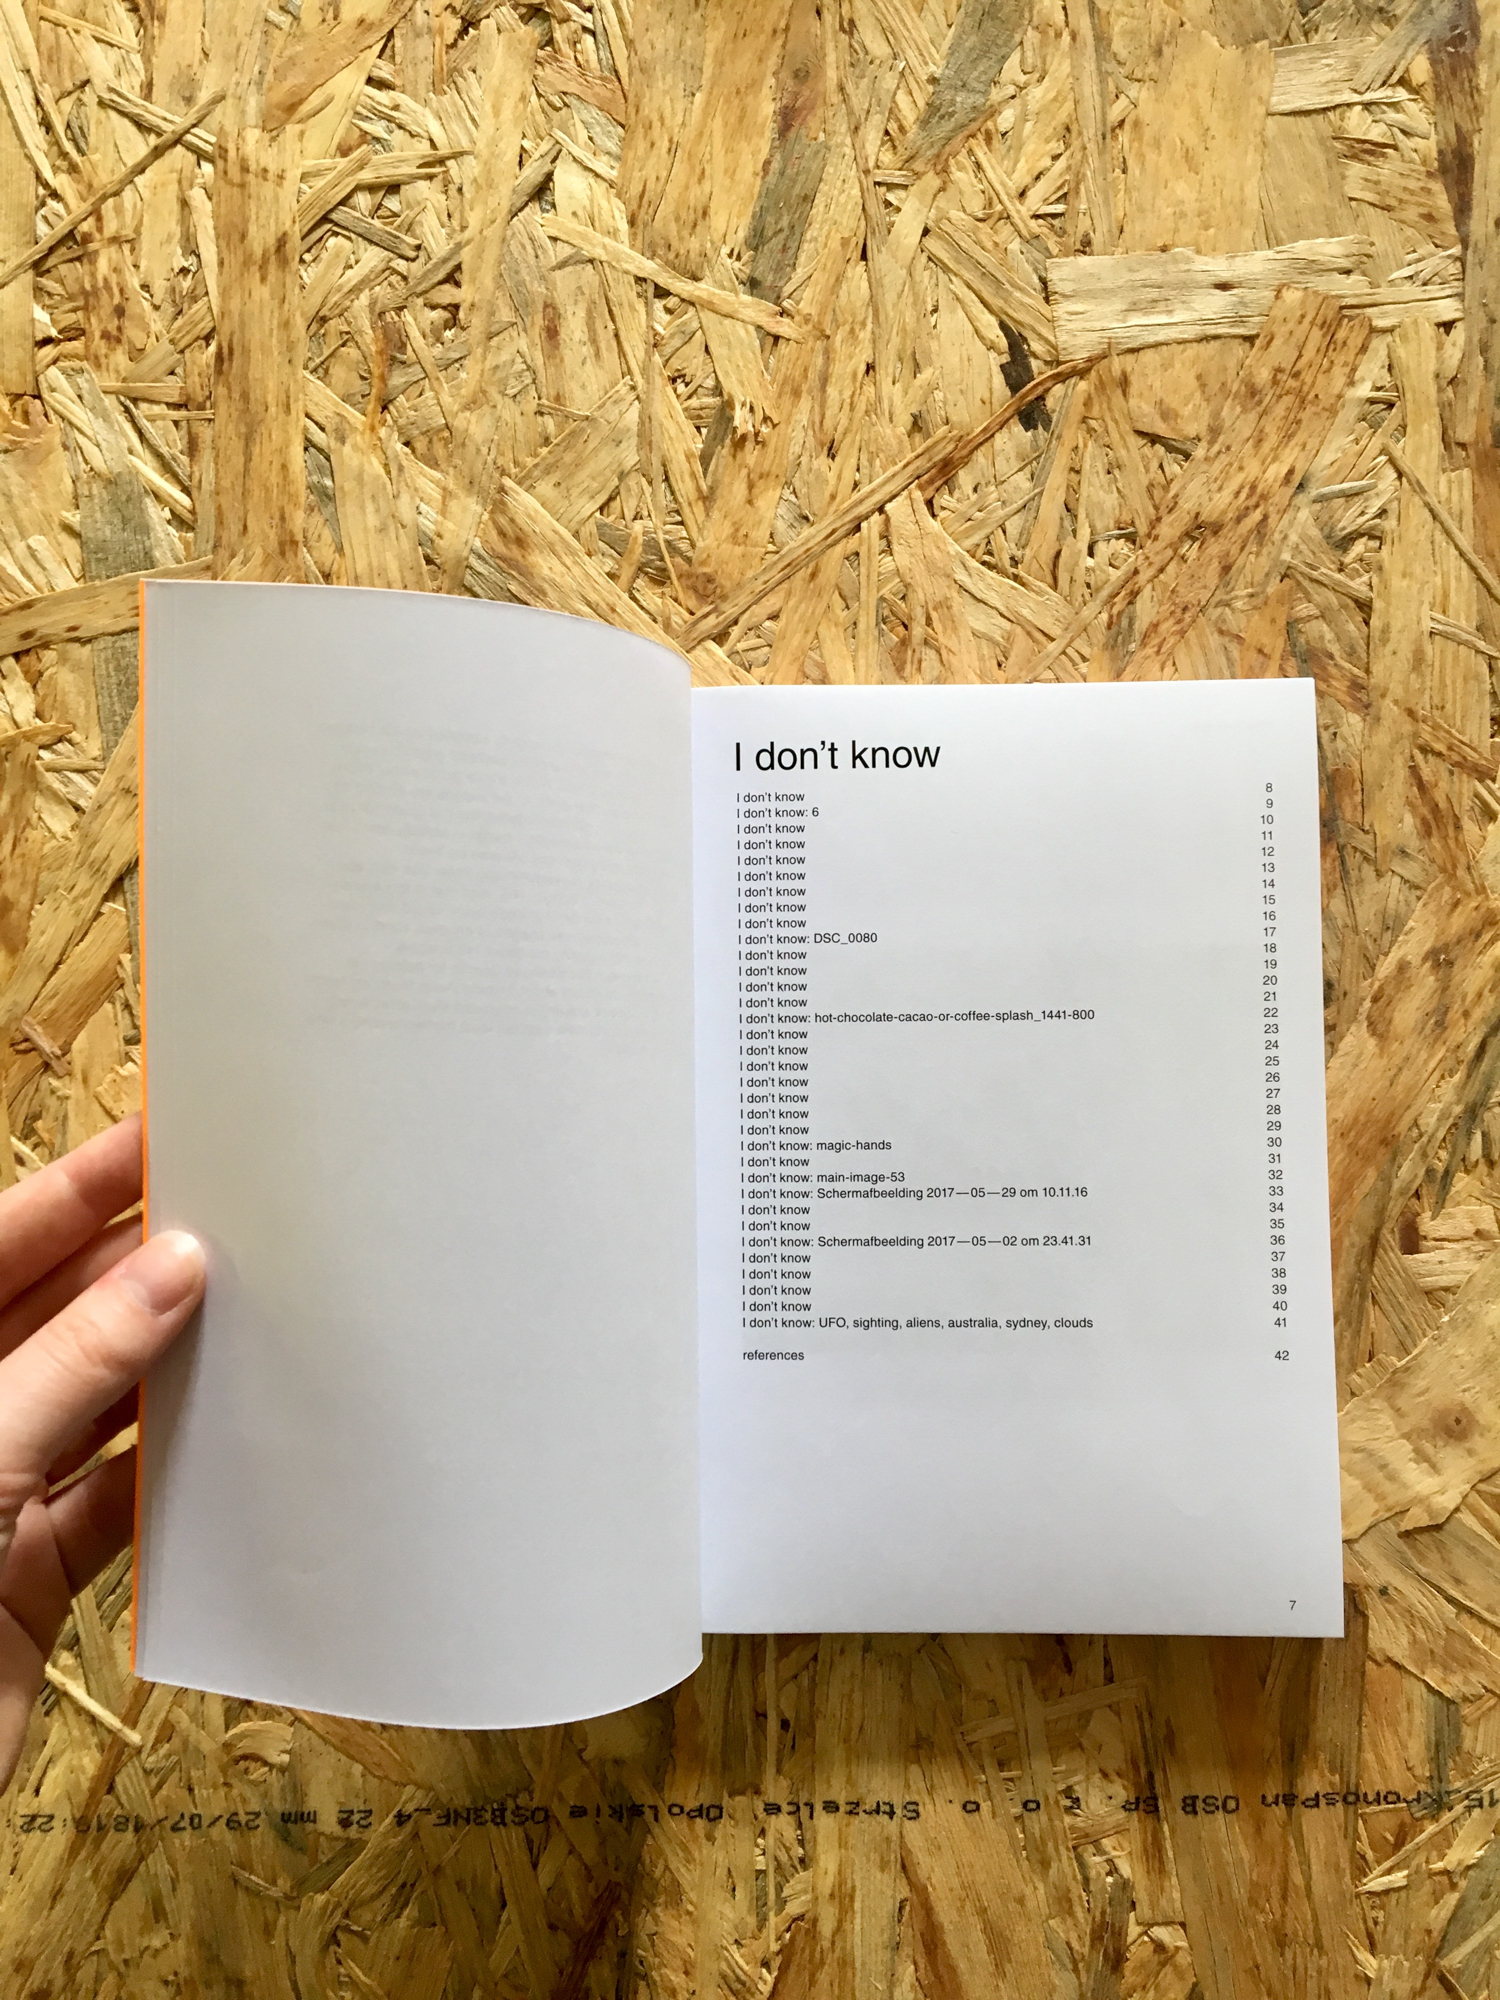 I don't know
I don't know 8
I don't know: 6 9
I don't know 10
I don't know 11
I don't know 12
I don't know 13
I don't know 14
I don't know 15
I don't know 16
I don't know: DSC_0080 17
I don't know 18
I don't know 19
I don't know 20
I don't know 21
I don't know: hot-chocolate-cacao-or-coffee-splash_1441-800 22
I don't know 23
I don't know 24
I don't know 25
I don't know 26
I don't know 27
I don't know 28
I don't know 29
I don't know: magic-hands 30
I don't know 31
I don't know: main-image-53 32
I don't know: Schermafbeelding 2017—05—29 om 10.11.16 33
I don't know 34
I don't know 35
I don't know: Schermafbeelding 2017—05—02 om 23.41.31 36
I don't know 37
I don't know 38
I don't know 39
I don't know 40
I don't know: UFO, sighting, aliens, australia, sydney, clouds 41
references 42
7
Kronospan OSB SP. o. o. Strzelce Opolskie OSB3NF_4 22 mm 29/07/18